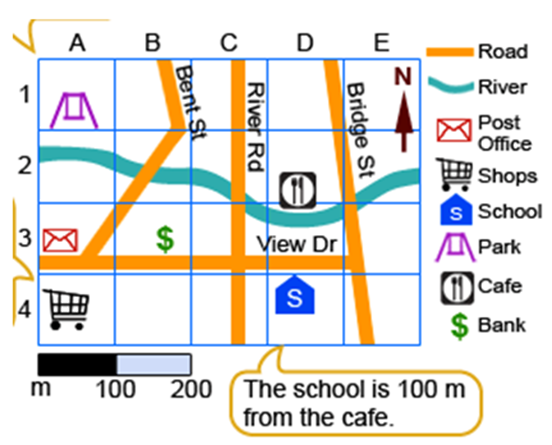 A B C D E
1
2
3
4
Bent St
River Rd
Bridge St
View Dr
N
$
S
m 100 200
Road
River
Post
Office
Shops
S School
Park
Cafe
$ Bank
The school is 100 m
from the cafe.